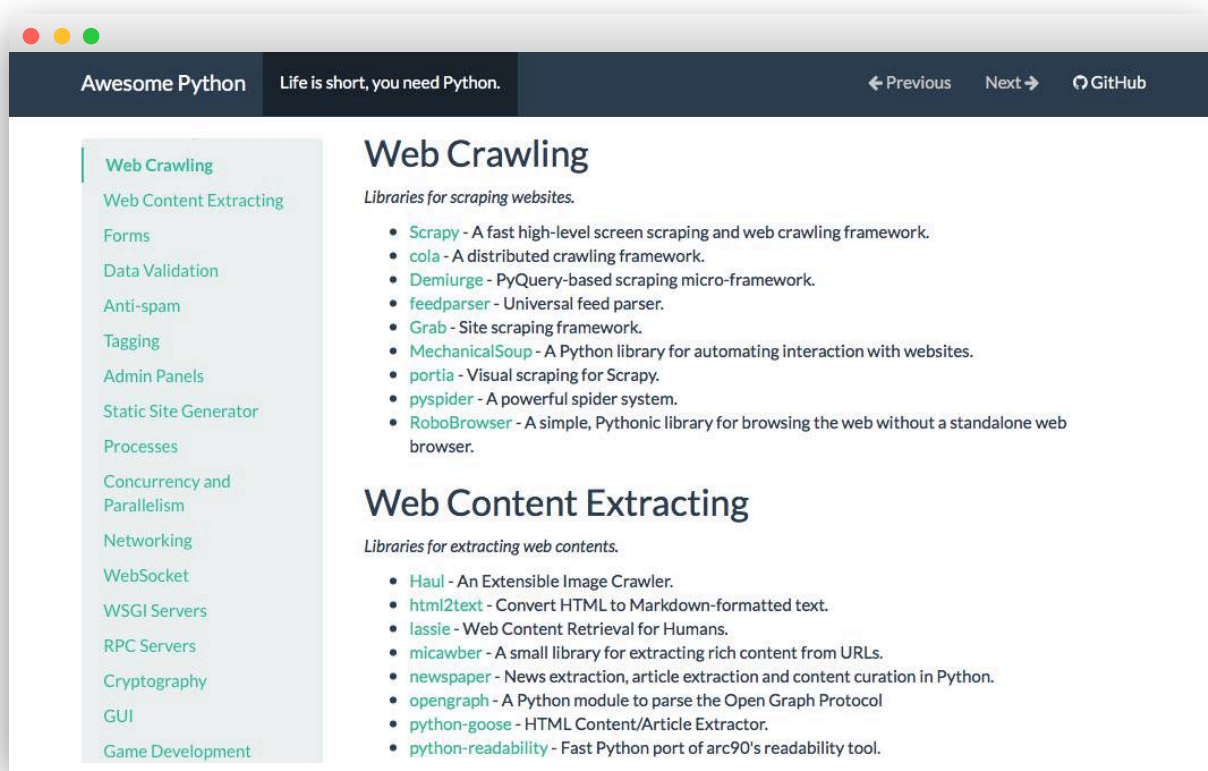 Awesome Python
Life is short, you need Python.
Previous
Next
GitHub
Web Crawling
Web Content Extracting
Forms
Data Validation
Anti-spam
Tagging
Admin Panels
Static Site Generator
Processes
Concurrency and
Parallelism
Networking
WebSocket
WSGI Servers
RPC Servers
Cryptography
GUI
Game Development
Web Crawling
Libraries for scraping websites.
Scrapy - A fast high-level screen scraping and web crawling framework.
cola - A distributed crawling framework.
Demiurge - PyQuery-based scraping micro-framework.
feedparser - Universal feed parser.
Grab - Site scraping framework.
MechanicalSoup - A Python library for automating interaction with websites.
portia - Visual scraping for Scrapy.
pyspider - A powerful spider system.
RoboBrowser - A simple, Pythonic library for browsing the web without a standalone web
browser.
Web Content Extracting
Libraries for extracting web contents.
Haul - An Extensible Image Crawler.
html2text - Convert HTML to Markdown-formatted text.
lassie - Web Content Retrieval for Humans.
micawber - A small library for extracting rich content from URLs.
newspaper - News extraction, article extraction and content curation in Python.
opengraph - A Python module to parse the Open Graph Protocol
python-goose - HTML Content/Article Extractor.
python-readability - Fast Python port of arc90's readability tool.